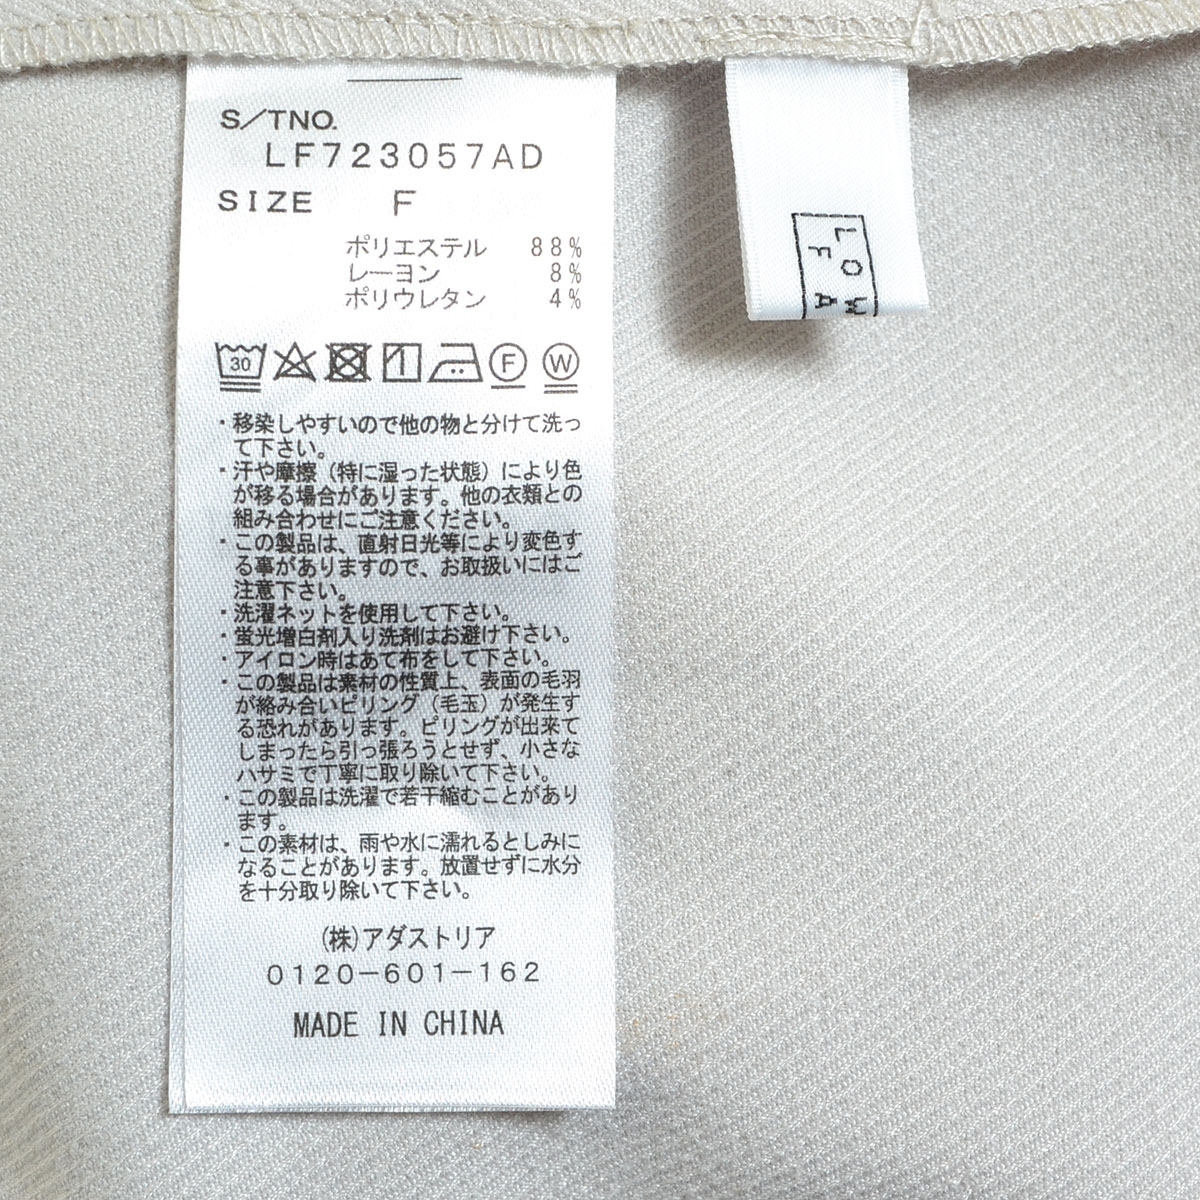 S/TNO.
LF723057AD
SIZE F
ポリエステル 88%
レーヨン 8%
ポリウレタン 4%
30 F W
・移染しやすいので他の物と分けて洗っ
て下さい。
・汗や摩擦（特に湿った状態）により色
が移る場合があります。他の衣類との
組み合わせにご注意ください。
・この製品は、直射日光等により変色す
る事がありますので、お取扱いにはご
注意下さい。
・洗濯ネットを使用して下さい。
・蛍光増白剤入り洗剤はお避け下さい。
・アイロン時はあて布をして下さい。
・この製品は素材の性質上、表面の毛羽
が絡み合いピリング（毛玉）が発生す
る恐れがあります。ピリングが出来て
しまったら引っ張ろうとせず、小さな
ハサミで丁寧に取り除いて下さい。
・この製品は洗濯で若干縮むことがあり
ます。
・この素材は、雨や水に濡れるとしみに
なることがあります。放置せずに水分
を十分取り除いて下さい。
(株)アダストリア
0120-601-162
MADE IN CHINA
LOW
FA